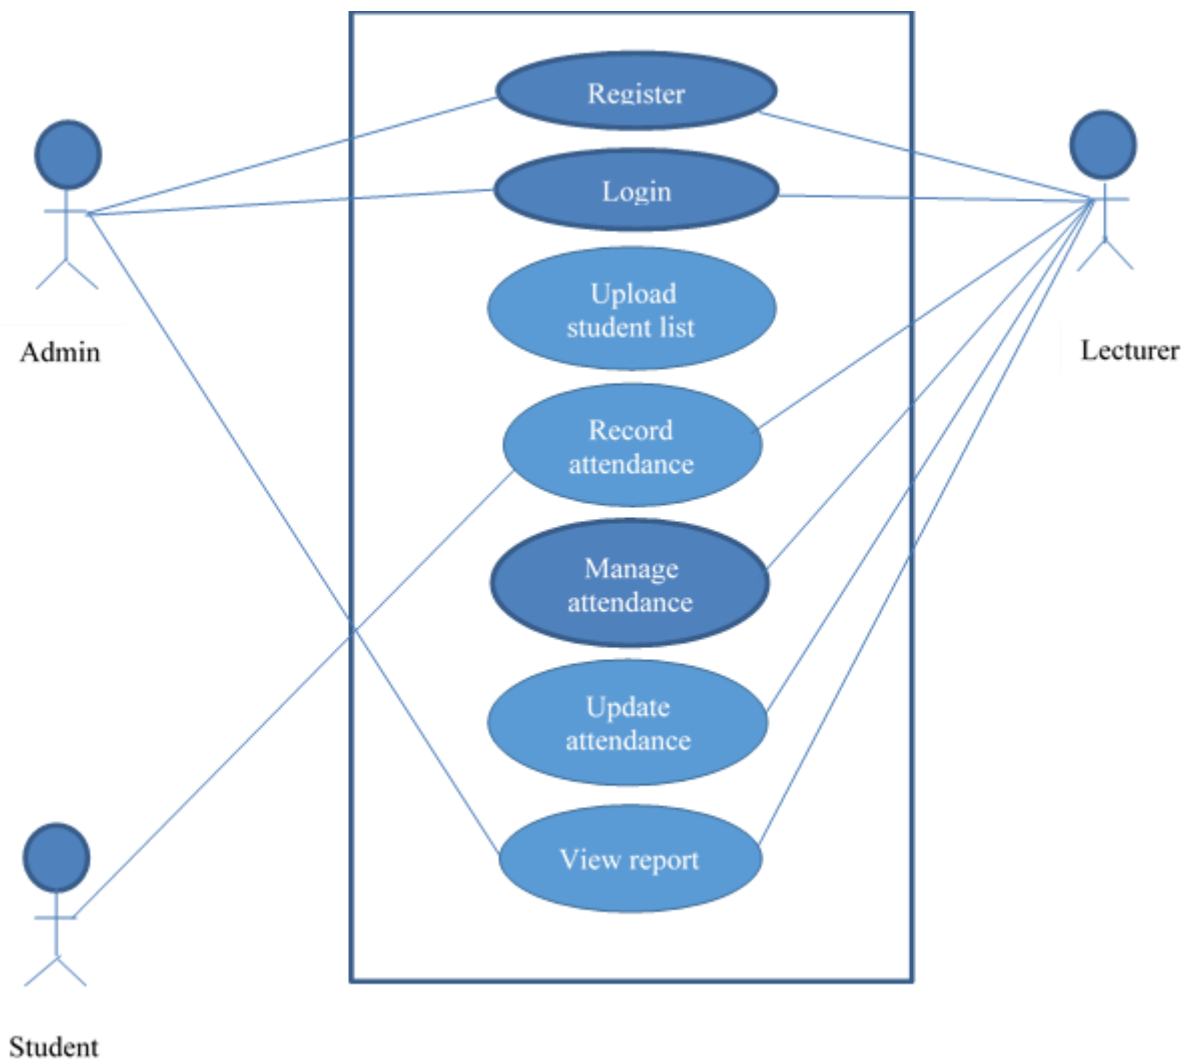 Register
Login
Upload
student list
Record
attendance
Manage
attendance
Update
attendance
View report
Admin
Lecturer
Student